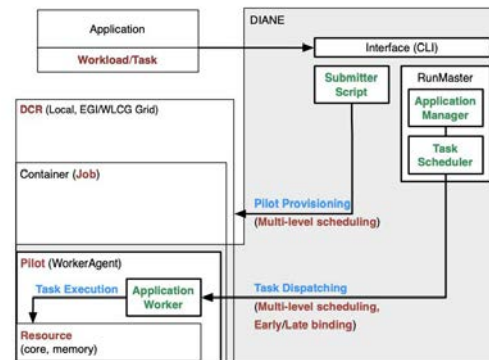 DIANE
Application
Workload/Task
Interface (CLI)
Submitter
Script
RunMaster
Application
Manager
Task
Scheduler
DCR (Local, EGI/WLCG Grid)
Container (Job)
Pilot Provisioning
(Multi-level scheduling)
Pilot (WorkerAgent)
Task Execution
Application
Worker
Task Dispatching
(Multi-level scheduling,
Early/Late binding)
Resource
(core, memory)